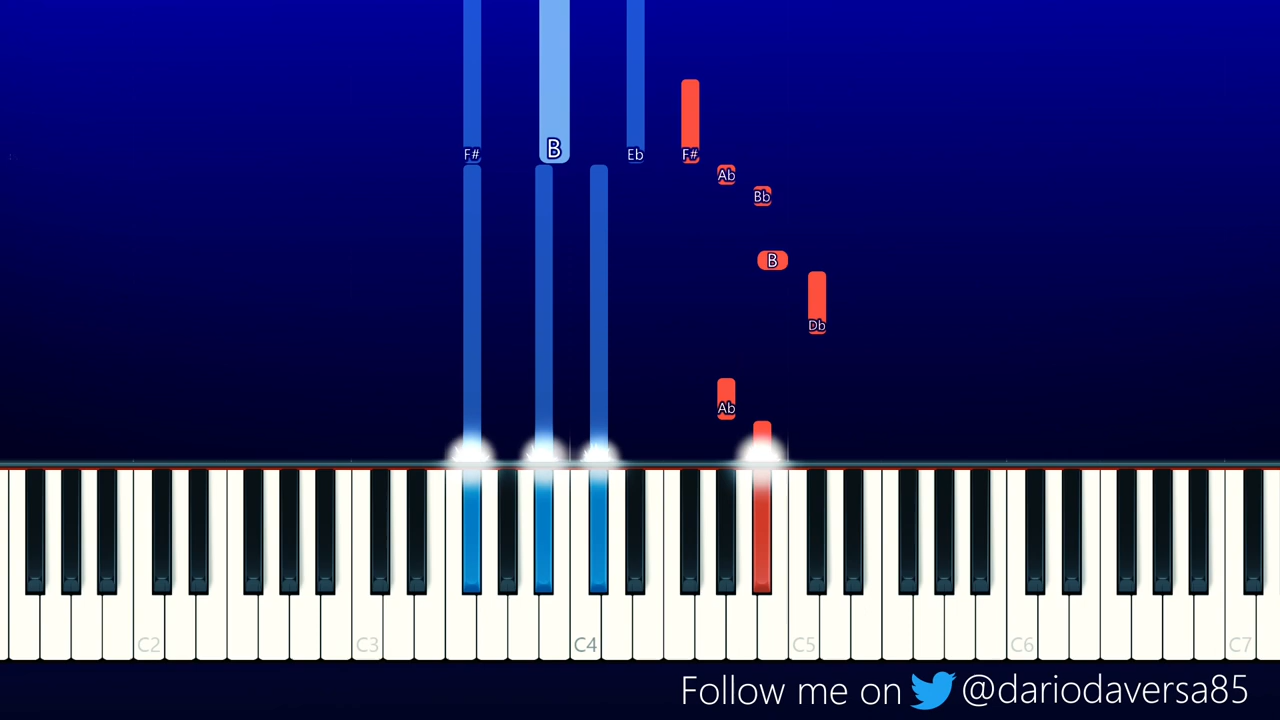 B
F# Eb F#
Ab
Bb
B
Db
Ab
C2 C3 C4 C5 C6 C7
Follow me on @dariodaversa85